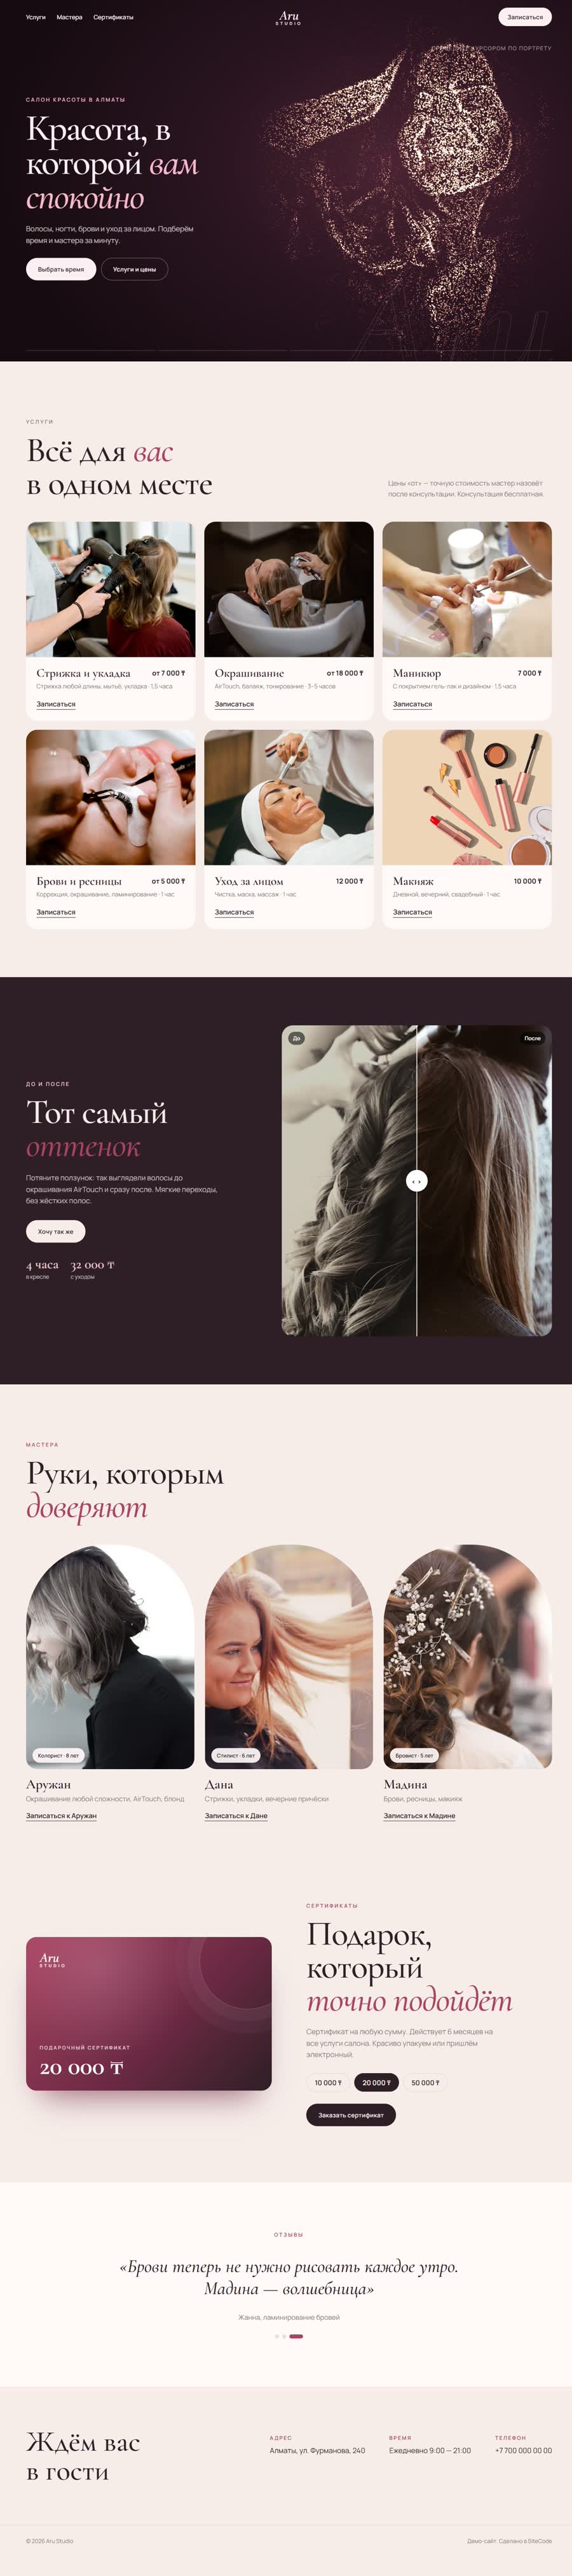 Услуги Мастера Сертификаты
Aru
STUDIO
Записаться
КУРСОРОМ ПО ПОРТРЕТУ
САЛОН КРАСОТЫ В АЛМАТЫ
Красота, в
которой вам
спокойно
Волосы, ногти, брови и уход за лицом. Подберём
время и мастера за минуту.
Выбрать время
Услуги и цены
Aru
УСЛУГИ
Всё для вас
в одном месте
Цены «от» — точную стоимость мастер назовёт
после консультации. Консультация бесплатная.
Стрижка и укладка от 7 000 ₸
Стрижка любой длины, мытьё, укладка · 1,5 часа
Записаться
Окрашивание от 18 000 ₸
AirTouch, балаяж, тонирование · 3–5 часов
Записаться
Маникюр 7 000 ₸
С покрытием гель-лак и дизайном · 1,5 часа
Записаться
Брови и ресницы от 5 000 ₸
Коррекция, окрашивание, ламинирование · 1 час
Записаться
Уход за лицом 12 000 ₸
Чистка, маска, массаж · 1 час
Записаться
Макияж 10 000 ₸
Дневной, вечерний, свадебный · 1 час
Записаться
ДО И ПОСЛЕ
Тот самый
оттенок
Потяните ползунок: так выглядели волосы до
окрашивания AirTouch и сразу после. Мягкие переходы,
без жёстких полос.
Хочу так же
4 часа
в кресле
32 000 ₸
с уходом
До
После
МАСТЕРА
Руки, которым
доверяют
Колорист · 8 лет
Аружан
Окрашивание любой сложности, AirTouch, блонд
Записаться к Аружан
Стилист · 6 лет
Дана
Стрижки, укладки, вечерние причёски
Записаться к Дане
Бровист · 5 лет
Мадина
Брови, ресницы, макияж
Записаться к Мадине
Aru
STUDIO
ПОДАРОЧНЫЙ СЕРТИФИКАТ
20 000 ₸
СЕРТИФИКАТЫ
Подарок,
который
точно подойдёт
Сертификат на любую сумму. Действует 6 месяцев на
все услуги салона. Красиво упакуем или пришлём
электронный.
10 000 ₸
20 000 ₸
50 000 ₸
Заказать сертификат
ОТЗЫВЫ
«Брови теперь не нужно рисовать каждое утро.
Мадина — волшебница»
Жанна, ламинирование бровей
Ждём вас
в гости
АДРЕС
Алматы, ул. Фурманова, 240
ВРЕМЯ
Ежедневно 9:00 — 21:00
ТЕЛЕФОН
+7 700 000 00 00
© 2026 Aru Studio
Демо-сайт. Сделано в SiteCode